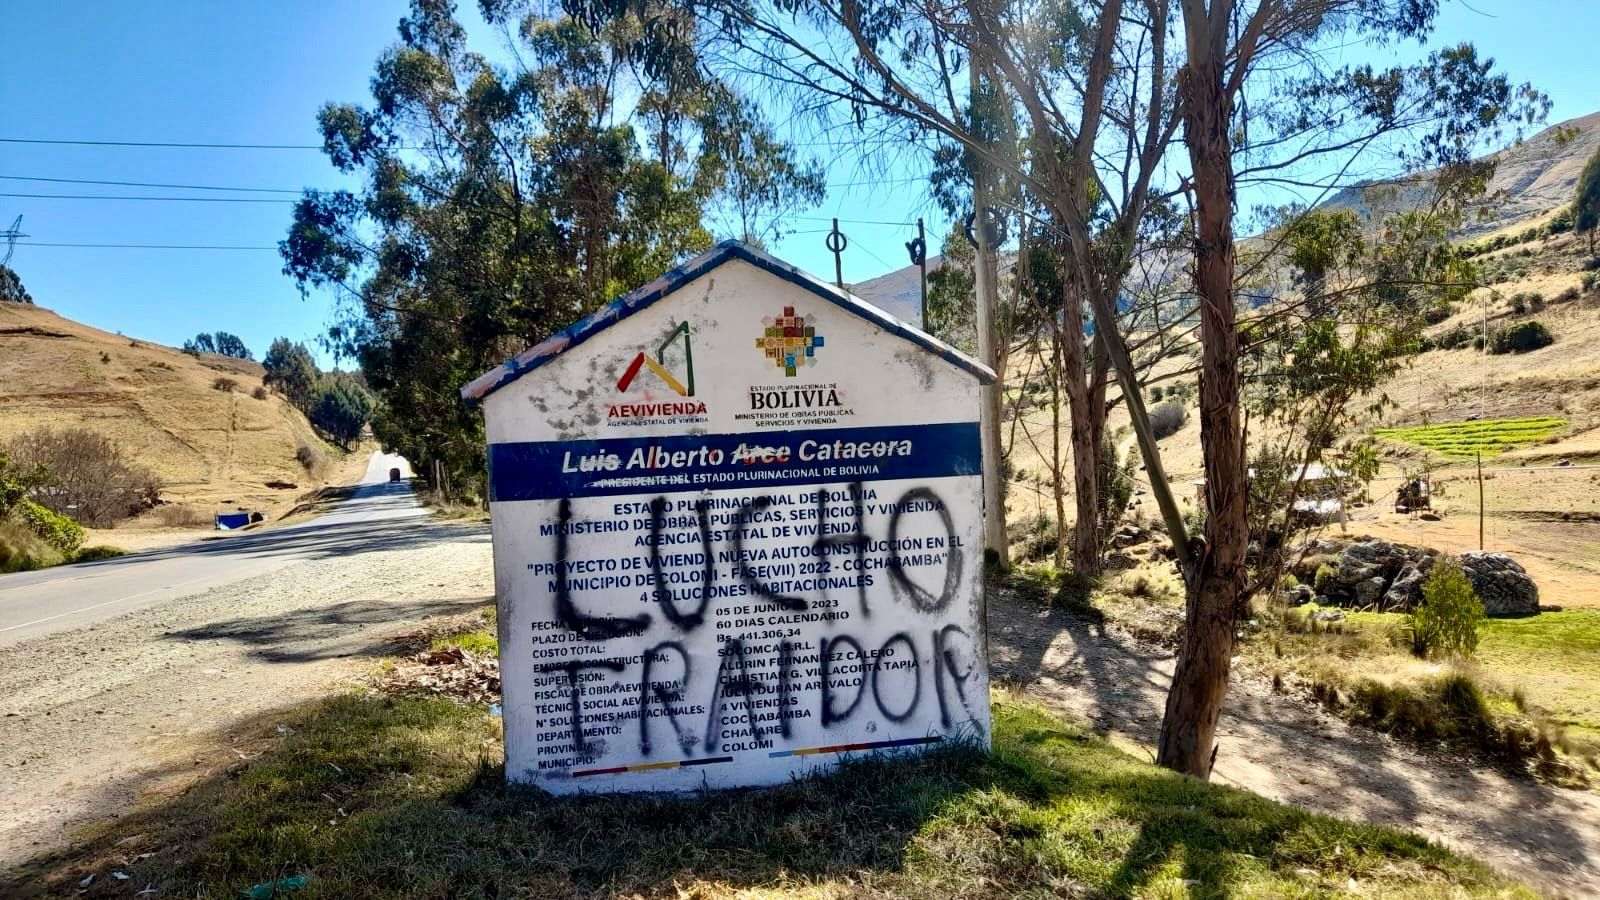 AEVIVIENDA
AGENCIA ESTATAL DE VIVIENDA
ESTADO PLURINACIONAL DE
BOLIVIA
MINISTERIO DE OBRAS PÚBLICAS,
SERVICIOS Y VIVIENDA
Luis Alberto Arce Catacora
PRESIDENTE DEL ESTADO PLURINACIONAL DE BOLIVIA
ESTADO PLURINACIONAL DE BOLIVIA
MINISTERIO DE OBRAS PÚBLICAS, SERVICIOS Y VIVIENDA
AGENCIA ESTATAL DE VIVIENDA
"PROYECTO DE VIVIENDA NUEVA AUTOCONSTRUCCIÓN EN EL
MUNICIPIO DE COLOMI - FASE(VII) 2022 - COCHABAMBA"
4 SOLUCIONES HABITACIONALES
FECHA 05 DE JUNIO DE 2023
PLAZO DE EJECUCIÓN: 60 DIAS CALENDARIO
COSTO TOTAL: Bs. 441.306,34
EMPRESA CONSTRUCTORA: SOCOMCA S.R.L.
SUPERVISIÓN: ALDRIN FERNANDEZ CALERO
FISCAL DE OBRA AEVIVIENDA: CHRISTIAN G. VILLACORTA TAPIA
TÉCNICO SOCIAL AEVIVIENDA: JULIA DURAN AREVALO
N° SOLUCIONES HABITACIONALES: 4 VIVIENDAS
DEPARTAMENTO: COCHABAMBA
PROVINCIA: CHAPARE
MUNICIPIO: COLOMI
LUCHO
TRAIDOR